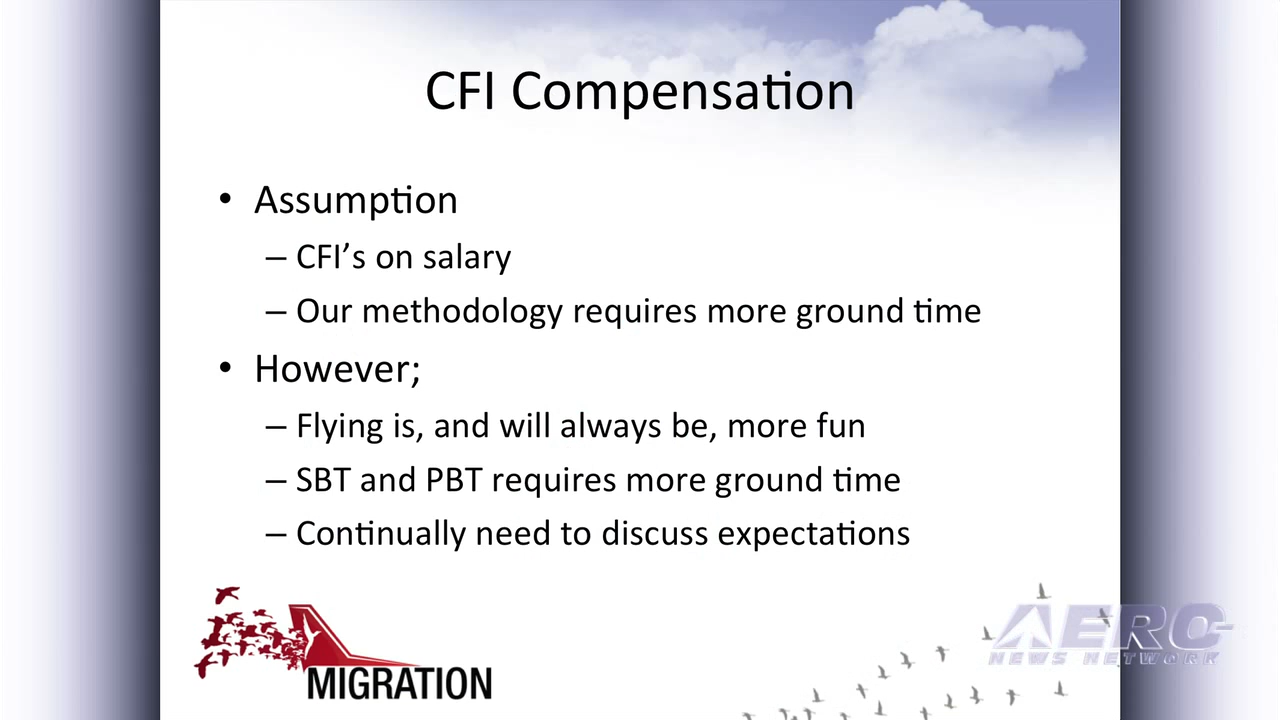 CFI Compensation
• Assumption
– CFI’s on salary
– Our methodology requires more ground time
• However;
– Flying is, and will always be, more fun
– SBT and PBT requires more ground time
– Continually need to discuss expectations
MIGRATION
AERO
NEWS NETWORK